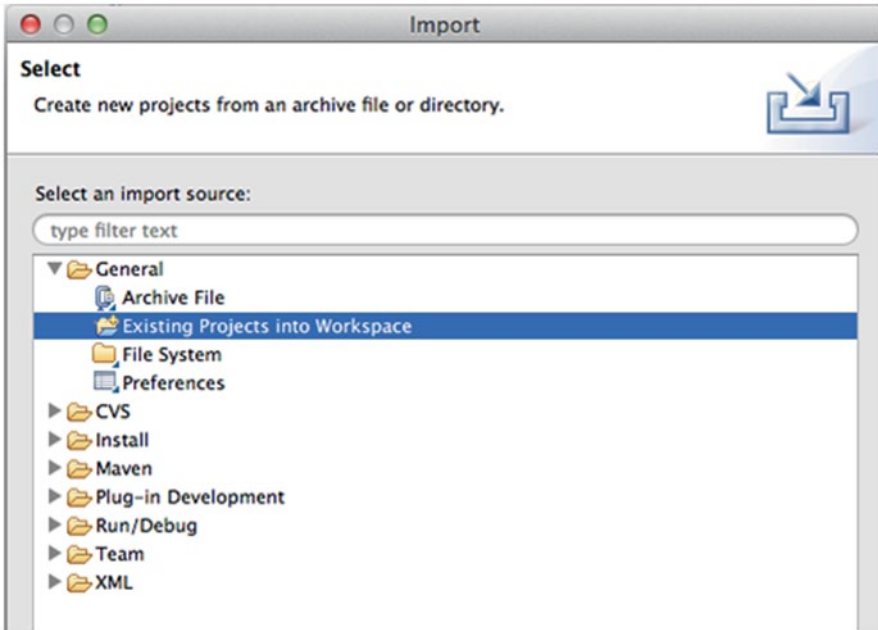 Import
Select
Create new projects from an archive file or directory.
Select an import source:
type filter text
General
Archive File
Existing Projects into Workspace
File System
Preferences
CVS
Install
Maven
Plug-in Development
Run/Debug
Team
XML